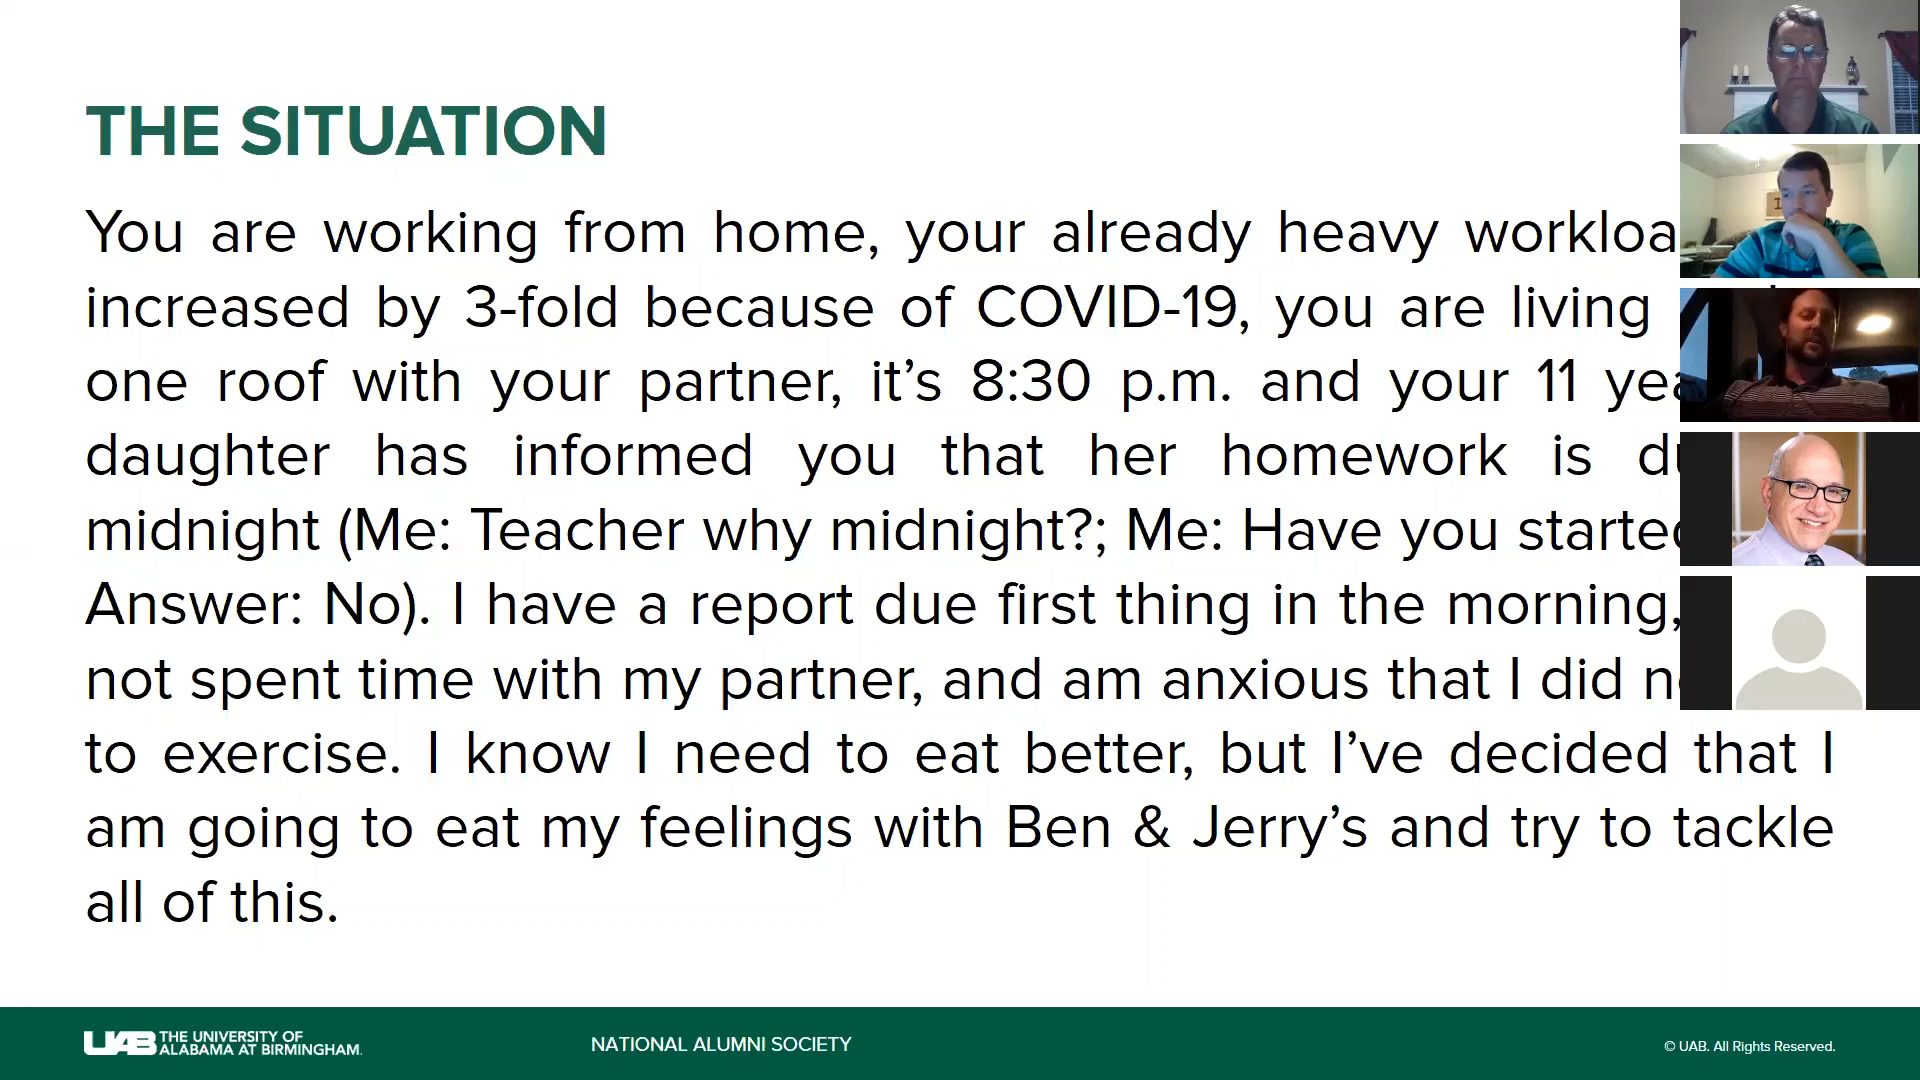 THE SITUATION
You are working from home, your already heavy
increased by 3-fold because of COVID-19, you are living
one roof with your partner, it’s 8:30 p.m. and your 11
daughter has informed you that her homework is
midnight (Me: Teacher why midnight?; Me: Have you
Answer: No). I have a report due first thing in the morning,
not spent time with my partner, and am anxious that I did
to exercise. I know I need to eat better, but I’ve decided that I
am going to eat my feelings with Ben & Jerry’s and try to tackle
all of this.
UAB THE UNIVERSITY OF
ALABAMA AT BIRMINGHAM.
NATIONAL ALUMNI SOCIETY
© UAB. All Rights Reserved.